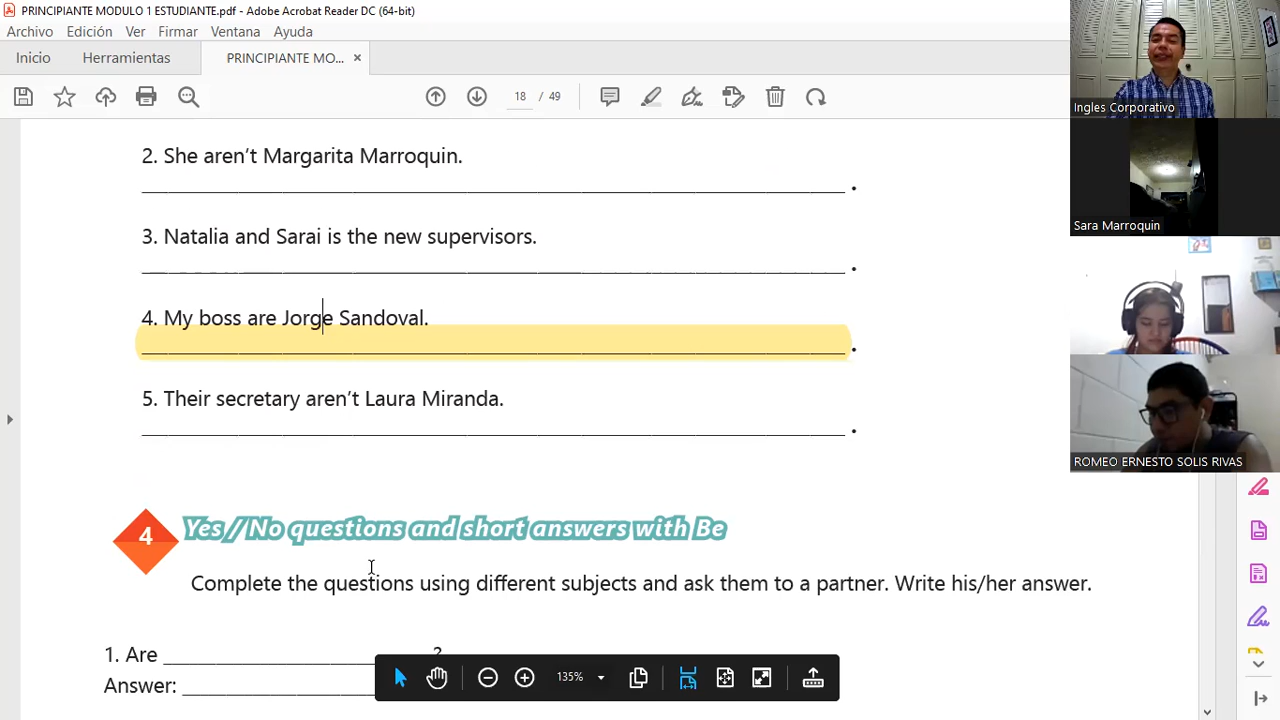 PRINCIPIANTE MODULO 1 ESTUDIANTE.pdf - Adobe Acrobat Reader DC (64-bit)
Archivo Edición Ver Firmar Ventana Ayuda
Inicio Herramientas PRINCIPIANTE MO... ×
18 / 49
2. She aren't Margarita Marroquin.
3. Natalia and Sarai is the new supervisors.
4. My boss are Jorge Sandoval.
5. Their secretary aren't Laura Miranda.
4 Yes / No questions and short answers with Be
Complete the questions using different subjects and ask them to a partner. Write his/her answer.
1. Are ?
Answer:
135%
Ingles Corporativo
Sara Marroquin
ROMEO ERNESTO SOLIS RIVAS